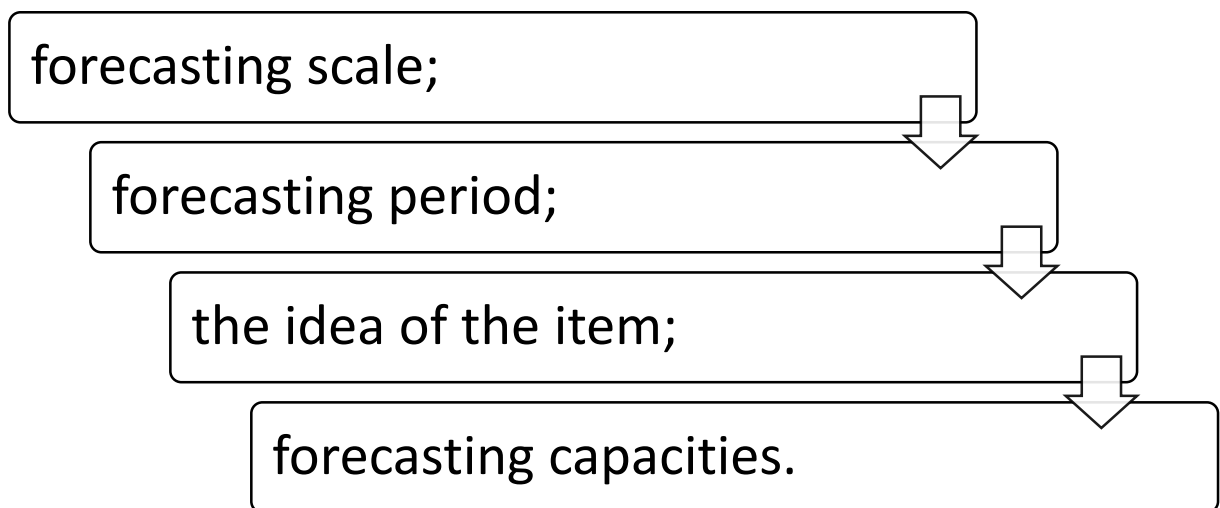 forecasting scale;
forecasting period;
the idea of the item;
forecasting capacities.